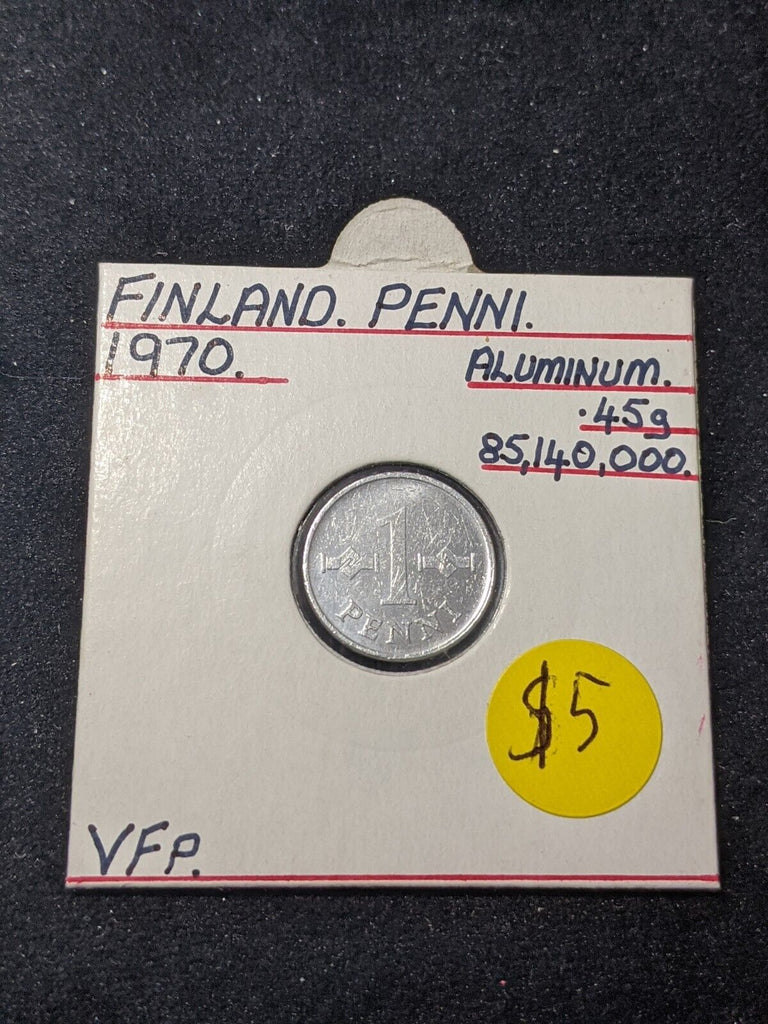 FINLAND. PENNI.
1970.
ALUMINUM.
.45g
85,140,000.
1
PENNI
$5
VFP.